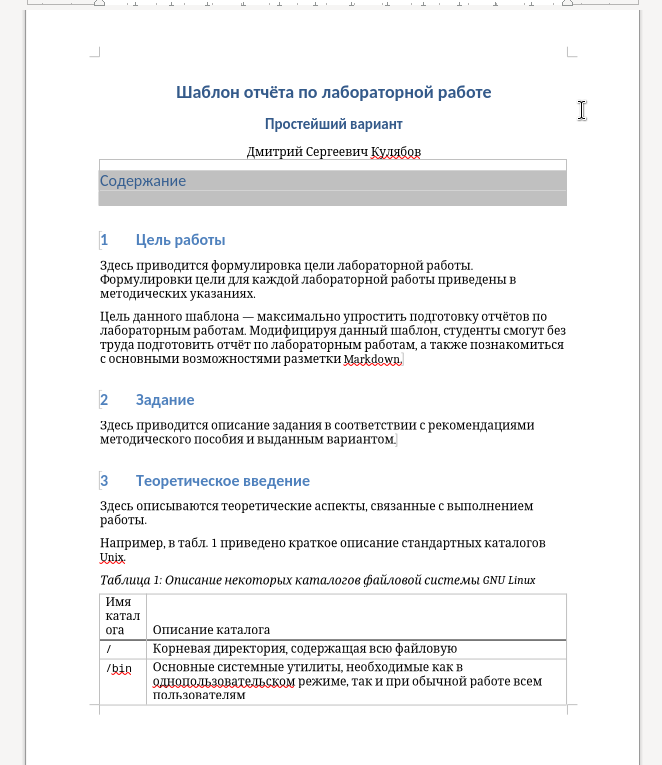 Шаблон отчёта по лабораторной работе
Простейший вариант
Дмитрий Сергеевич Кулябов
Содержание
1 Цель работы
Здесь приводится формулировка цели лабораторной работы.
Формулировки цели для каждой лабораторной работы приведены в
методических указаниях.
Цель данного шаблона — максимально упростить подготовку отчётов по
лабораторным работам. Модифицируя данный шаблон, студенты смогут без
труда подготовить отчёт по лабораторным работам, а также познакомиться
с основными возможностями разметки Markdown.
2 Задание
Здесь приводится описание задания в соответствии с рекомендациями
методического пособия и выданным вариантом.
3 Теоретическое введение
Здесь описываются теоретические аспекты, связанные с выполнением
работы.
Например, в табл. 1 приведено краткое описание стандартных каталогов
Unix.
Таблица 1: Описание некоторых каталогов файловой системы GNU Linux
Имя
катал
ога Описание каталога
/ Корневая директория, содержащая всю файловую
/bin Основные системные утилиты, необходимые как в
однопользовательском режиме, так и при обычной работе всем
пользователям